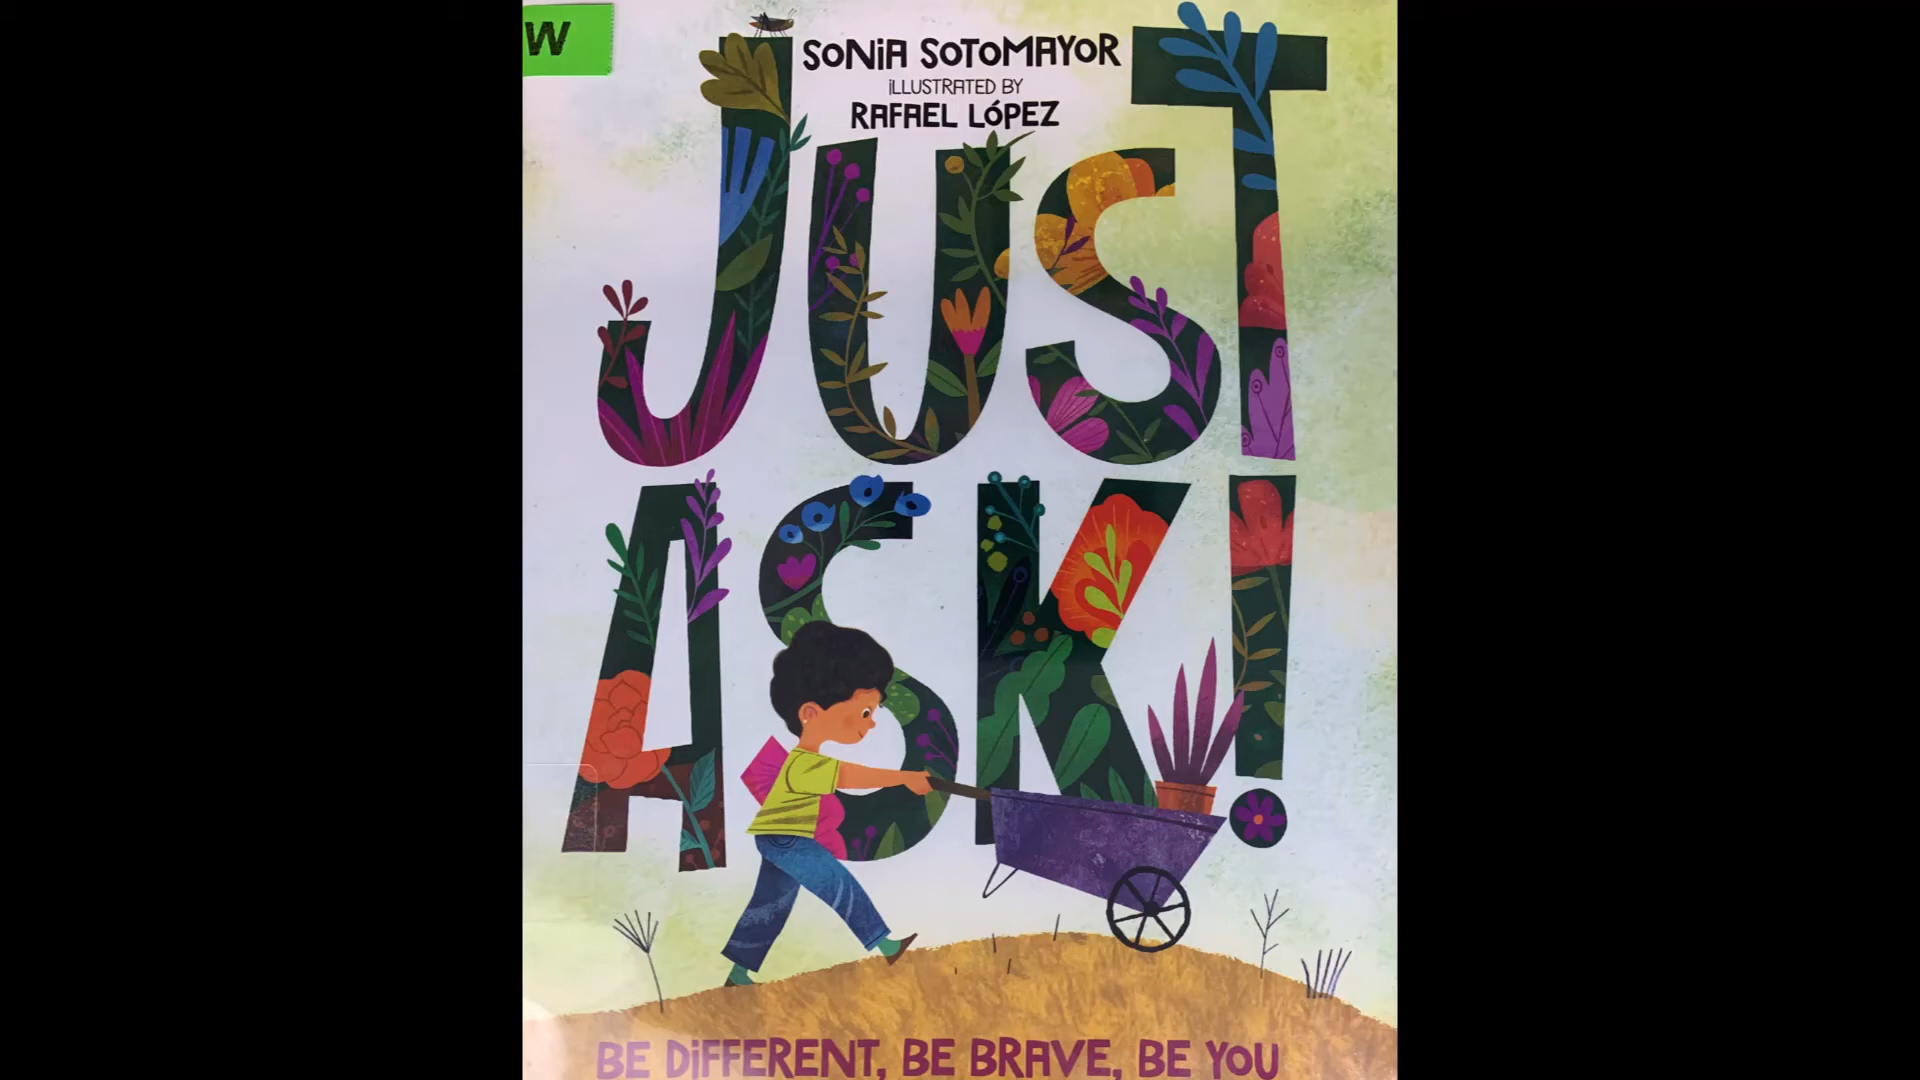 W
SONiA SOTOMAYOR
iLLUSTRATED BY
RAFAEL LÓPEZ
JUST
ASK!
BE DiFFERENT, BE BRAVE, BE YOU